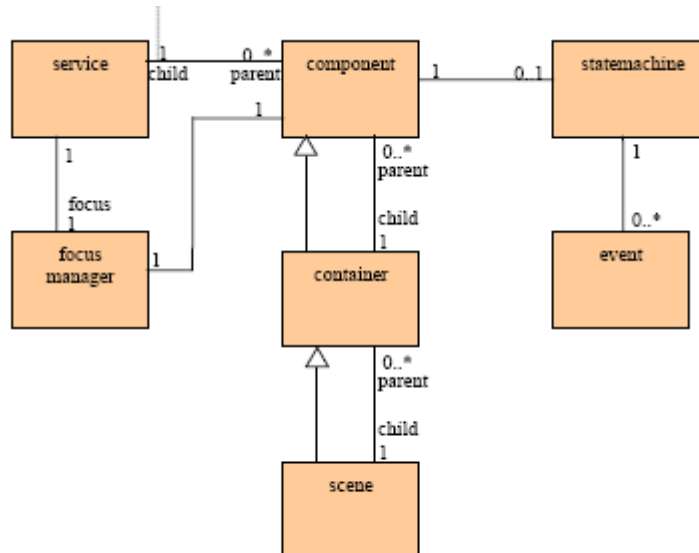 service
1
child
0..*
parent
component
1
0..1
statemachine
1
1
0..*
parent
1
focus
1
child
1
0..*
focus
manager
1
container
event
0..*
parent
child
1
scene